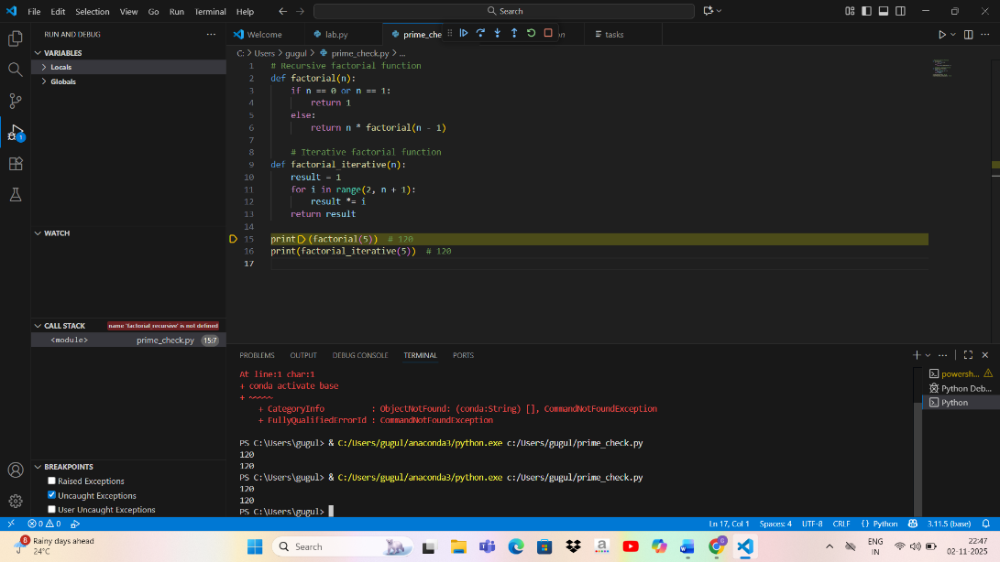 File Edit Selection View Go Run Terminal Help
Search
RUN AND DEBUG
Welcome
lab.py
prime_che
on
tasks
VARIABLES
Locals
Globals
C: > Users > gugul > prime_check.py > ...
1 # Recursive factorial function
2 def factorial(n):
3 if n == 0 or n == 1:
4 return 1
5 else:
6 return n * factorial(n - 1)
7
8 # Iterative factorial function
9 def factorial_iterative(n):
10 result = 1
11 for i in range(2, n + 1):
12 result *= i
13 return result
14
15 print(factorial(5)) # 120
16 print(factorial_iterative(5)) # 120
17
WATCH
CALL STACK name 'factorial_recursive' is not defined
<module> prime_check.py 15:7
BREAKPOINTS
Raised Exceptions
Uncaught Exceptions
User Uncaught Exceptions
PROBLEMS OUTPUT DEBUG CONSOLE TERMINAL PORTS
At line:1 char:1
+ conda activate base
+ ~~~~~
+ CategoryInfo : ObjectNotFound: (conda:String) [], CommandNotFoundException
+ FullyQualifiedErrorId : CommandNotFoundException
PS C:\Users\gugul> & C:/Users/gugul/anaconda3/python.exe c:/Users/gugul/prime_check.py
120
120
PS C:\Users\gugul> & C:/Users/gugul/anaconda3/python.exe c:/Users/gugul/prime_check.py
120
120
PS C:\Users\gugul>
powersh...
Python Deb...
Python
1
0 0 Ln 17, Col 1 Spaces: 4 UTF-8 CRLF {} Python 3.11.5 (base)
8
Rainy days ahead
24°C
Search
ENG
IN
22:47
02-11-2025